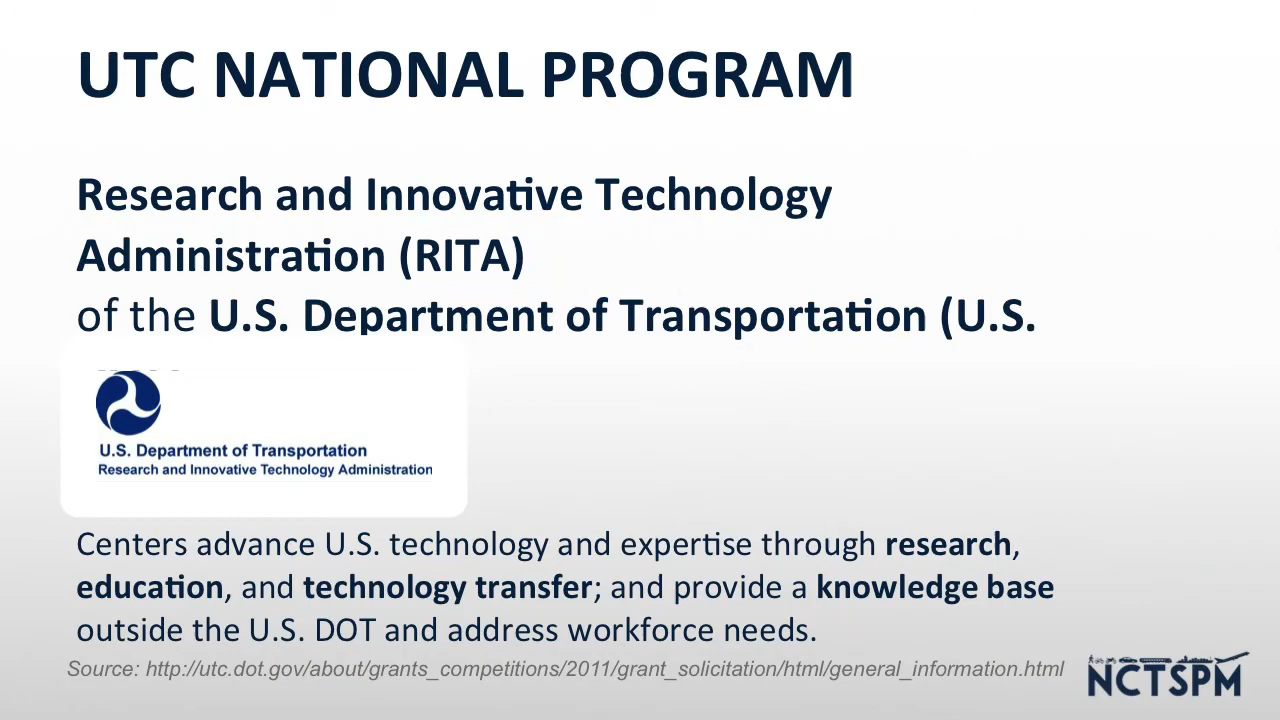 UTC NATIONAL PROGRAM
Research and Innovative Technology
Administration (RITA)
of the U.S. Department of Transportation (U.S.
U.S. Department of Transportation
Research and Innovative Technology Administration
Centers advance U.S. technology and expertise through research,
education, and technology transfer; and provide a knowledge base
outside the U.S. DOT and address workforce needs.
Source: http://utc.dot.gov/about/grants_competitions/2011/grant_solicitation/html/general_information.html
NCTSPM